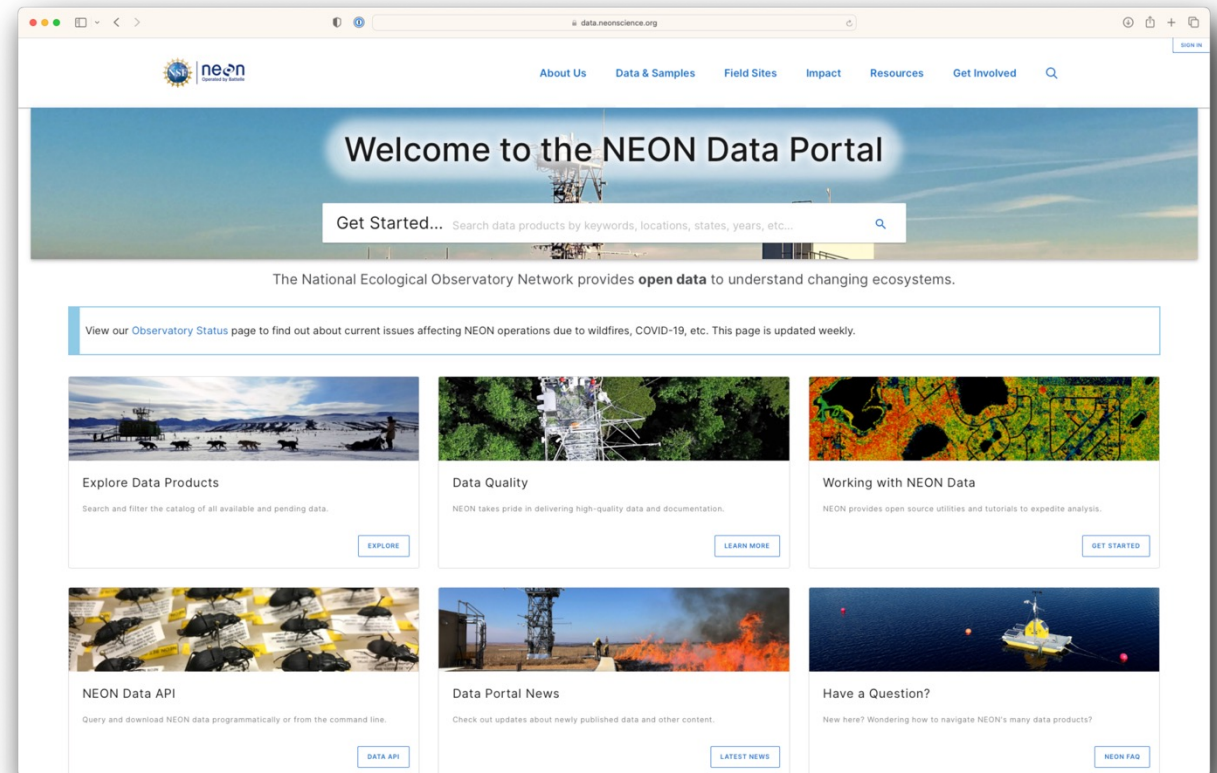 data.neonscience.org
SIGN IN
NSF
neon
Operated by Battelle
About Us
Data & Samples
Field Sites
Impact
Resources
Get Involved
Welcome to the NEON Data Portal
Get Started... Search data products by keywords, locations, states, years, etc...
The National Ecological Observatory Network provides open data to understand changing ecosystems.
View our Observatory Status page to find out about current issues affecting NEON operations due to wildfires, COVID-19, etc. This page is updated weekly.
Explore Data Products
Search and filter the catalog of all available and pending data.
EXPLORE
Data Quality
NEON takes pride in delivering high-quality data and documentation.
LEARN MORE
Working with NEON Data
NEON provides open source utilities and tutorials to expedite analysis.
GET STARTED
NEON Data API
Query and download NEON data programmatically or from the command line.
DATA API
Data Portal News
Check out updates about newly published data and other content.
LATEST NEWS
Have a Question?
New here? Wondering how to navigate NEON's many data products?
NEON FAQ